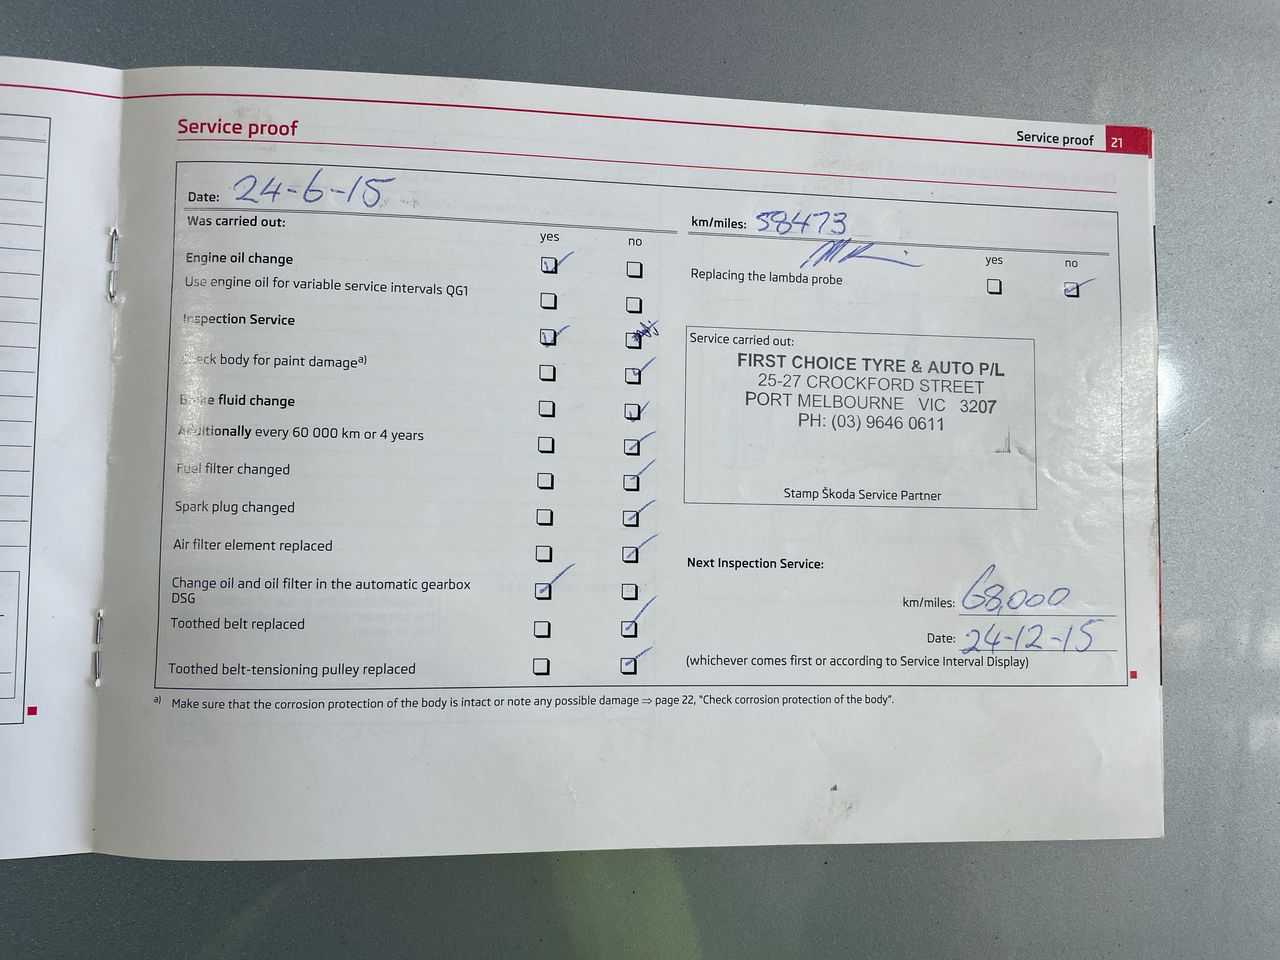 Service proof
Service proof 21
Date: 24-6-15
km/miles: 58473
Was carried out:
yes no
Engine oil change
Use engine oil for variable service intervals QG1
Inspection Service
Check body for paint damage a)
Brake fluid change
Additionally every 60 000 km or 4 years
Fuel filter changed
Spark plug changed
Air filter element replaced
Change oil and oil filter in the automatic gearbox
DSG
Toothed belt replaced
Toothed belt-tensioning pulley replaced
yes no
Replacing the lambda probe
Service carried out:
FIRST CHOICE TYRE & AUTO P/L
25-27 CROCKFORD STREET
PORT MELBOURNE VIC 3207
PH: (03) 9646 0611
Stamp Škoda Service Partner
Next Inspection Service:
km/miles: 68,000
Date: 24-12-15
(whichever comes first or according to Service Interval Display)
a) Make sure that the corrosion protection of the body is intact or note any possible damage ⇒ page 22, "Check corrosion protection of the body".